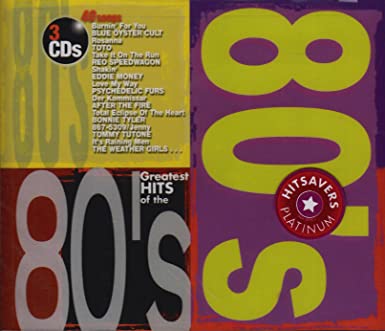 3
CDs
46 songs
Burnin' For You
BLUE OYSTER CULT
Rosanna
TOTO
Take It On The Run
REO SPEEDWAGON
Shakin'
EDDIE MONEY
Love My Way
PSYCHEDELIC FURS
Der Kommissar
AFTER THE FIRE
Total Eclipse Of The Heart
BONNIE TYLER
867-5309/Jenny
TOMMY TUTONE
It's Raining Men
THE WEATHER GIRLS . . .
80's
Greatest
HITS
of the
80's
80's
HITSAVERS
PLATINUM